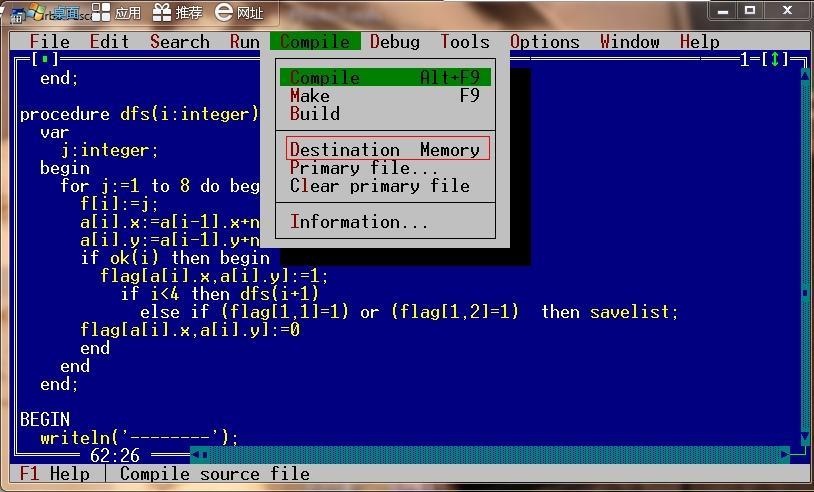 桌面 应用 推荐 网址
File Edit Search Run Compile Debug Tools Options Window Help
1=[↕]
end;
Compile Alt+F9
Make F9
Build
Destination Memory
Primary file...
Clear primary file
Information...
procedure dfs(i:integer)
var
j:integer;
begin
for j:=1 to 8 do beg
f[i]:=j;
a[i].x:=a[i-1].x+n
a[i].y:=a[i-1].y+n
if ok(i) then begin
flag[a[i].x,a[i].y]:=1;
if i<4 then dfs(i+1)
else if (flag[1,1]=1) or (flag[1,2]=1) then savelist;
flag[a[i].x,a[i].y]:=0
end
end
end;
BEGIN
writeln('--------');
62:26
F1 Help | Compile source file